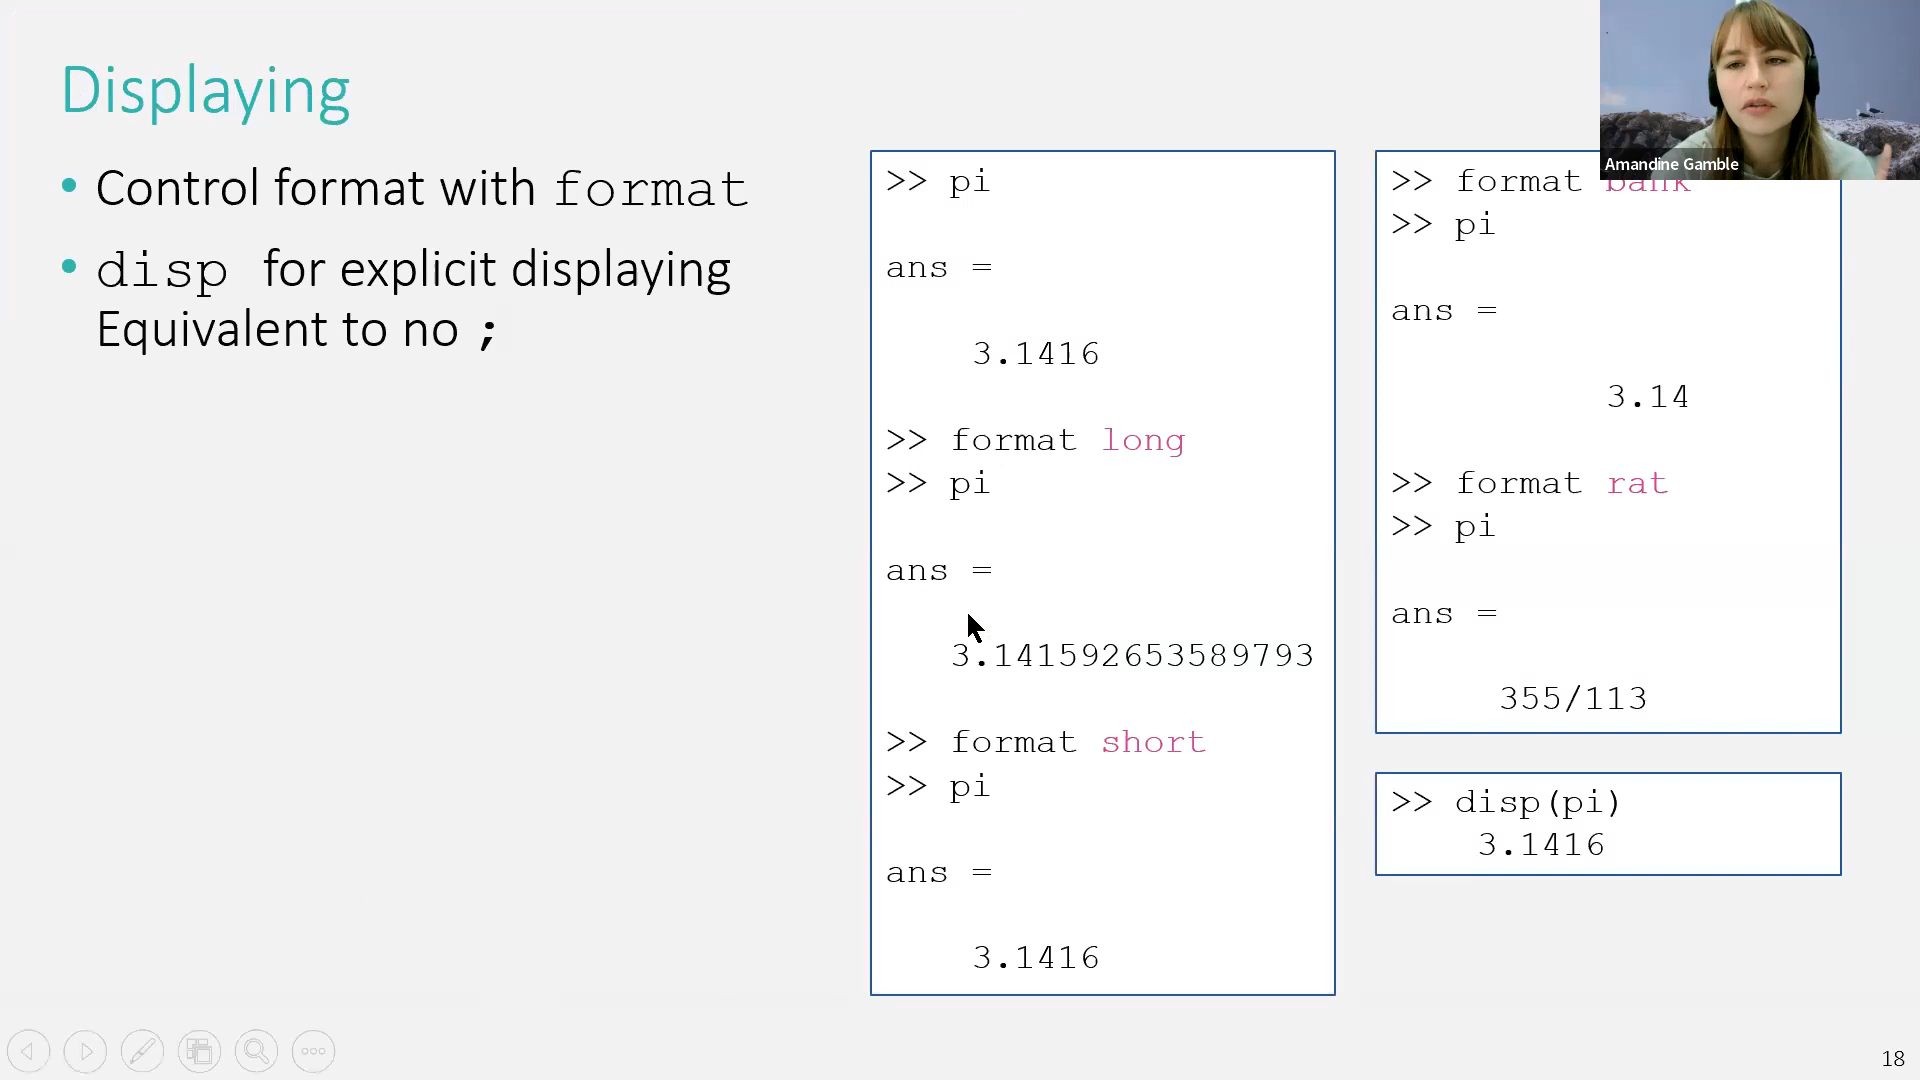 Displaying
• Control format with format
• disp for explicit displaying
Equivalent to no ;
>> pi
ans =
3.1416
>> format long
>> pi
ans =
3.141592653589793
>> format short
>> pi
ans =
3.1416
>> format bank
>> pi
ans =
3.14
>> format rat
>> pi
ans =
355/113
>> disp(pi)
3.1416
Amandine Gamble
18